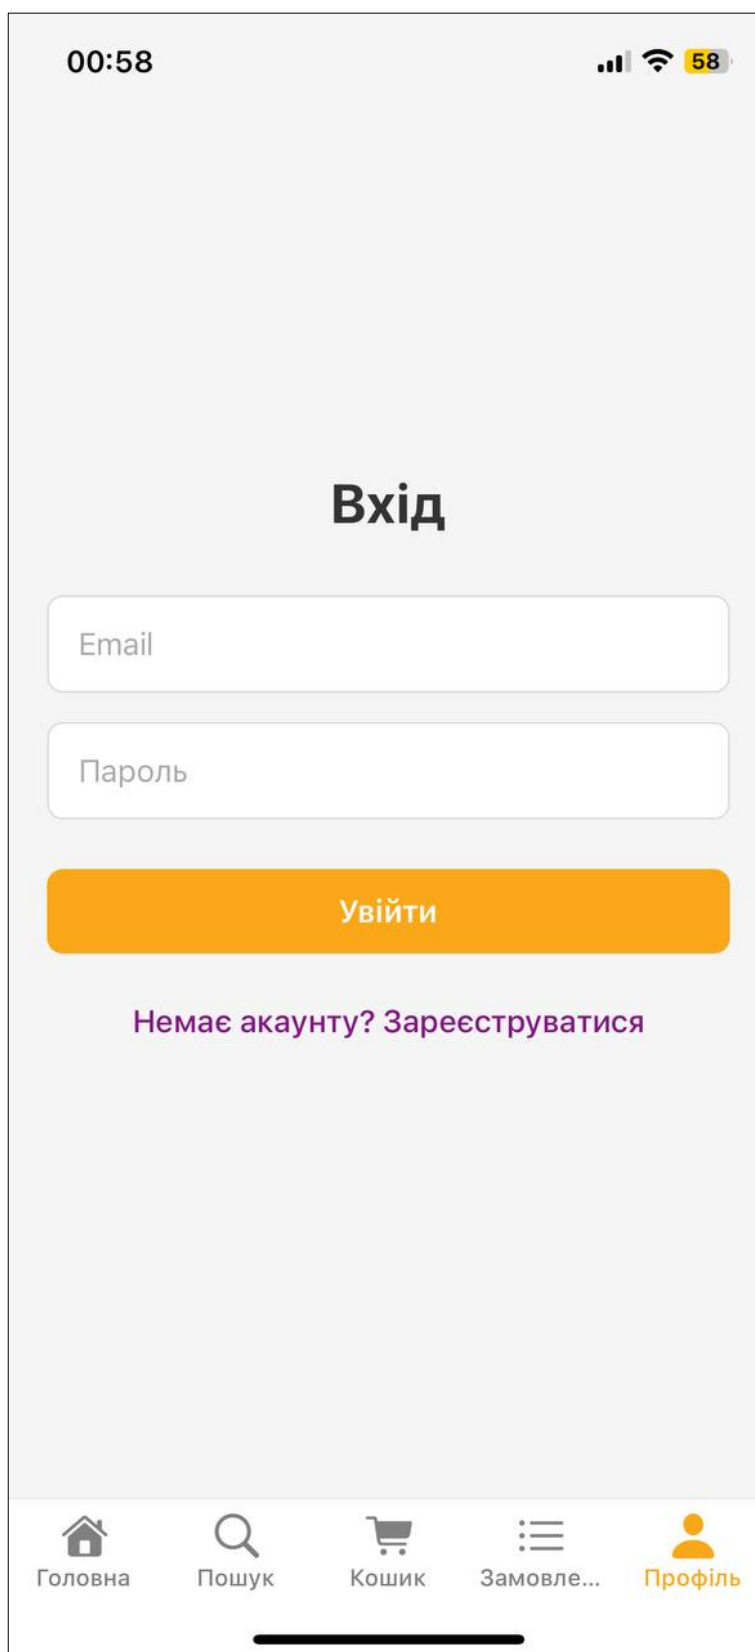 00:58
58
Вхід
Email
Пароль
Увійти
Немає акаунту? Зареєструватися
Головна Пошук Кошик Замовле... Профіль